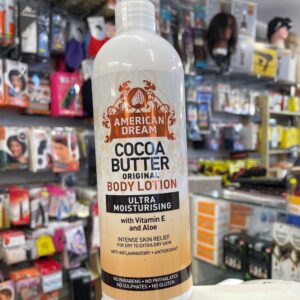 AMERICAN
DREAM
COCOA
BUTTER
ORIGINAL
BODY LOTION
ULTRA
MOISTURISING
with Vitamin E
and Aloe
INTENSE SKIN RELIEF
FOR DRY TO EXTRA DRY SKIN
ANTI-INFLAMMATORY • ANTIOXIDANT
NO PARABENS • NO PHTHALATES
NO SULPHATES • NO GLUTEN